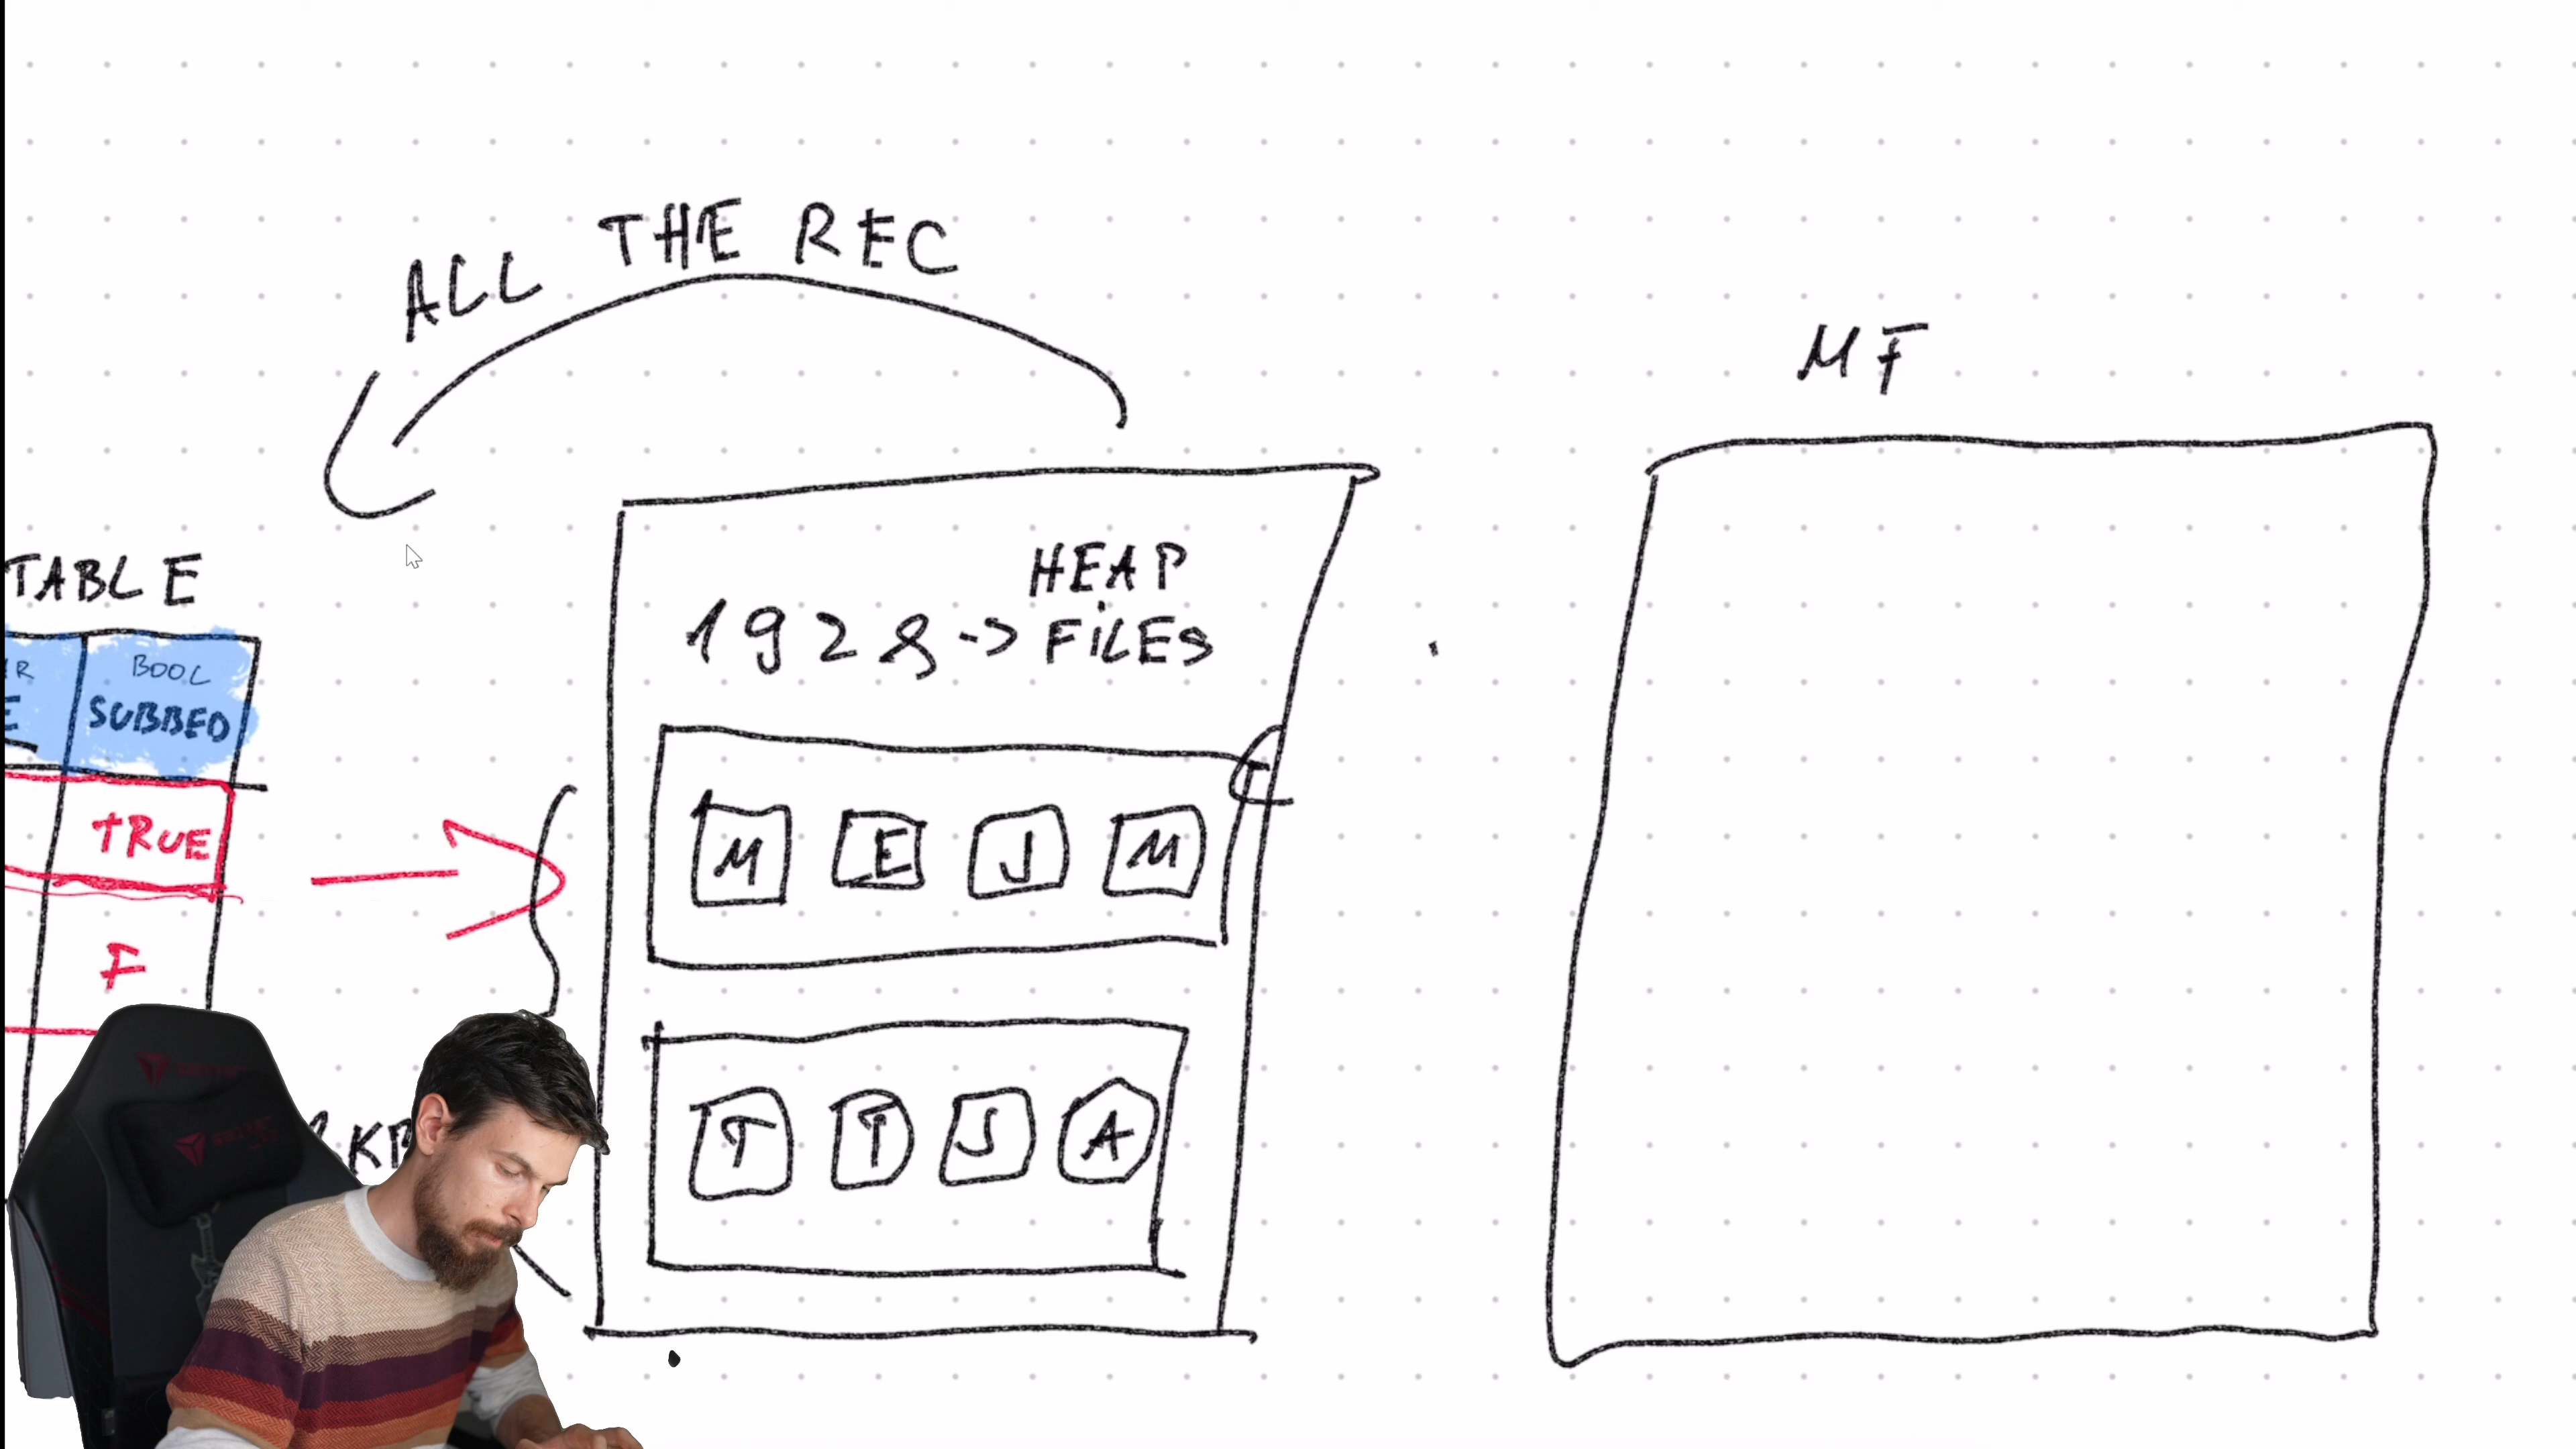 ALL THE REC
MF
TABLE
HEAP
1928 -> FILES
BOOL
SUBBED
TRUE
M E J M
F
T T J A